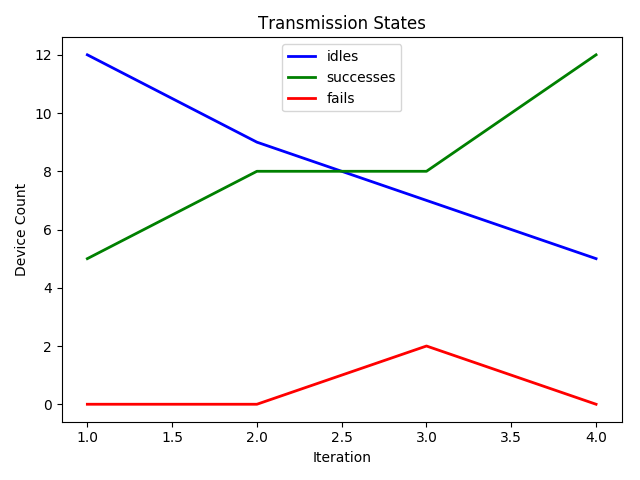 Transmission States
idles
successes
fails
Device Count
12
10
8
6
4
2
0
1.0 1.5 2.0 2.5 3.0 3.5 4.0
Iteration